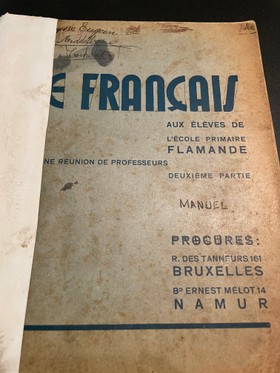 E FRANÇAIS
AUX ÉLÈVES DE
L'ÉCOLE PRIMAIRE
FLAMANDE
NE RÉUNION DE PROFESSEURS
DEUXIÈME PARTIE
MANUEL
PROCURES:
R. DES TANNEURS 161
BRUXELLES
Bᴰ ERNEST MÉLOT 14
NAMUR